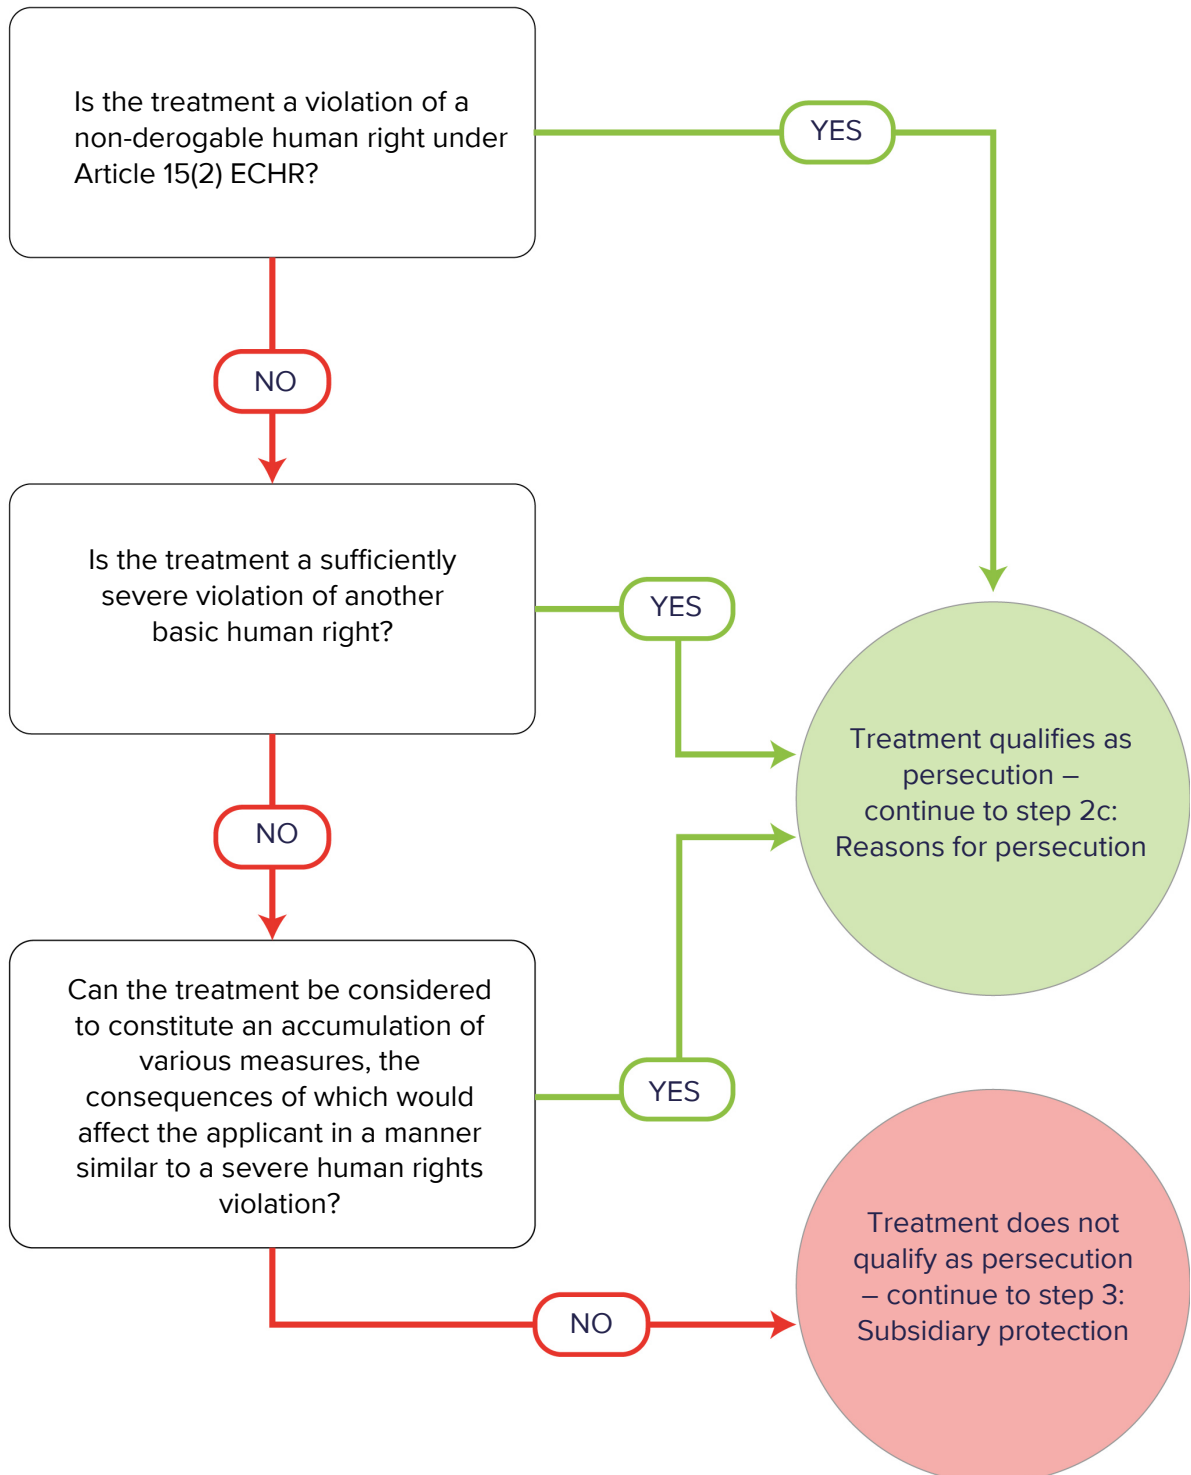 Is the treatment a violation of a
non-derogable human right under
Article 15(2) ECHR?
YES
NO
Is the treatment a sufficiently
severe violation of another
basic human right?
YES
Treatment qualifies as
persecution –
continue to step 2c:
Reasons for persecution
NO
Can the treatment be considered
to constitute an accumulation of
various measures, the
consequences of which would
affect the applicant in a manner
similar to a severe human rights
violation?
YES
NO
Treatment does not
qualify as persecution
– continue to step 3:
Subsidiary protection